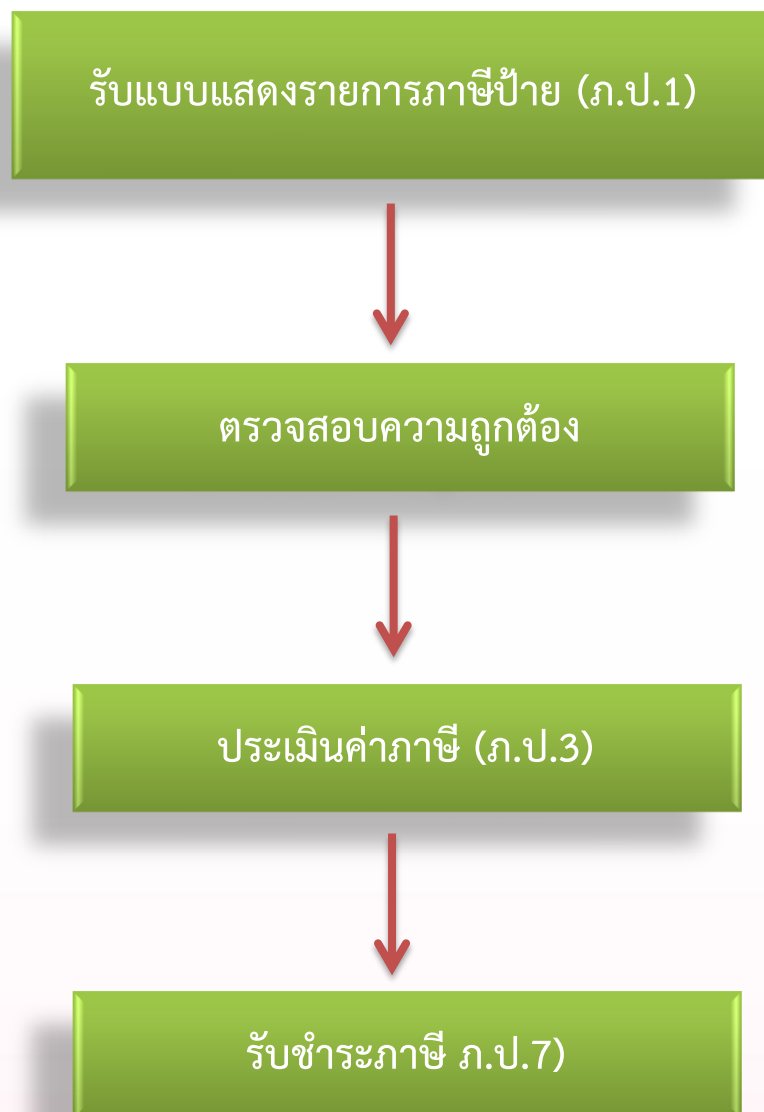 รับแบบแสดงรายการภาษีป้าย (ภ.ป.1)
ตรวจสอบความถูกต้อง
ประเมินค่าภาษี (ภ.ป.3)
รับชำระภาษี ภ.ป.7)